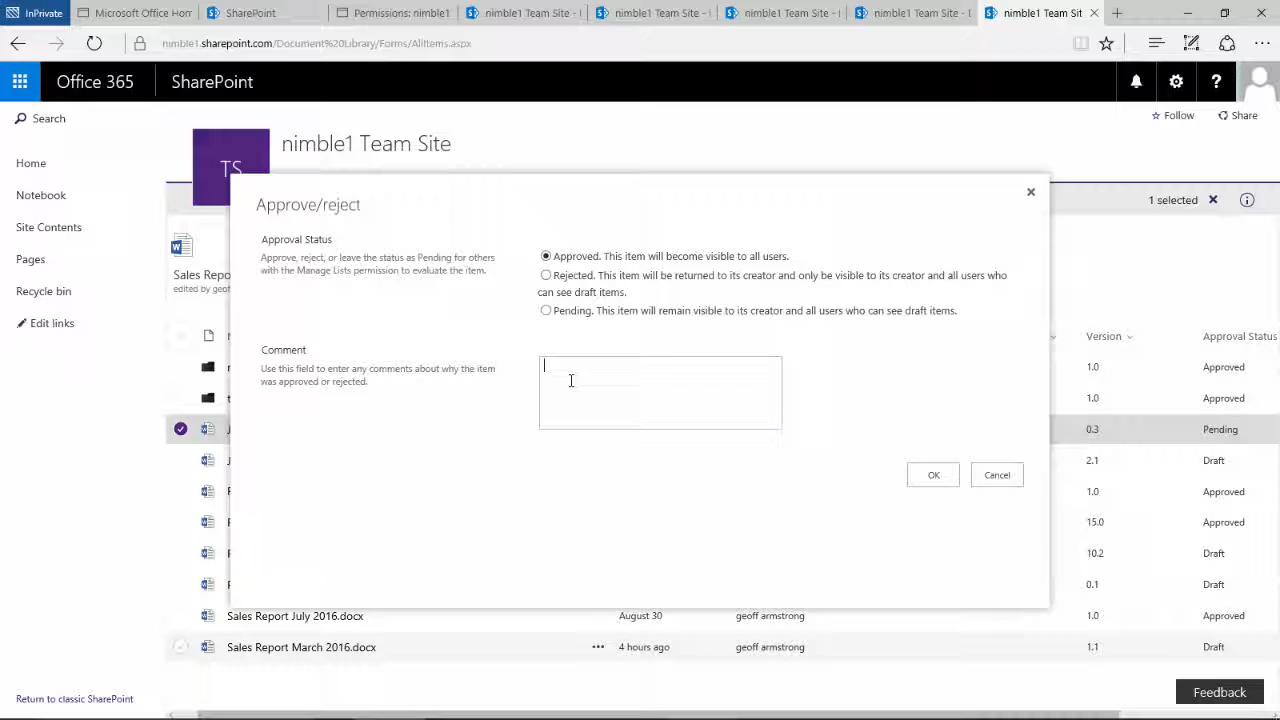 InPrivate
Microsoft Office Hor
SharePoint
Permissions: nimble1
nimble1 Team Site -
nimble1 Team Site -
nimble1 Team Site -
nimble1 Team Site -
nimble1 Team Sit
nimble1.sharepoint.com/Document%20Library/Forms/AllItems.aspx
Office 365
SharePoint
Search
Follow
Share
TS
nimble1 Team Site
Home
Notebook
Site Contents
Pages
Recycle bin
Edit links
1 selected
Sales Repo
edited by geof
Approve/reject
Approval Status
Approve, reject, or leave the status as Pending for others
with the Manage Lists permission to evaluate the item.
Approved. This item will become visible to all users.
Rejected. This item will be returned to its creator and only be visible to its creator and all users who
can see draft items.
Pending. This item will remain visible to its creator and all users who can see draft items.
Comment
Use this field to enter any comments about why the item
was approved or rejected.
OK
Cancel
Version
Approval Status
1.0 Approved
1.0 Approved
0.3 Pending
2.1 Draft
1.0 Approved
15.0 Approved
10.2 Draft
0.1 Draft
Sales Report July 2016.docx August 30 geoff armstrong 1.0 Approved
Sales Report March 2016.docx ••• 4 hours ago geoff armstrong 1.1 Draft
Return to classic SharePoint
Feedback